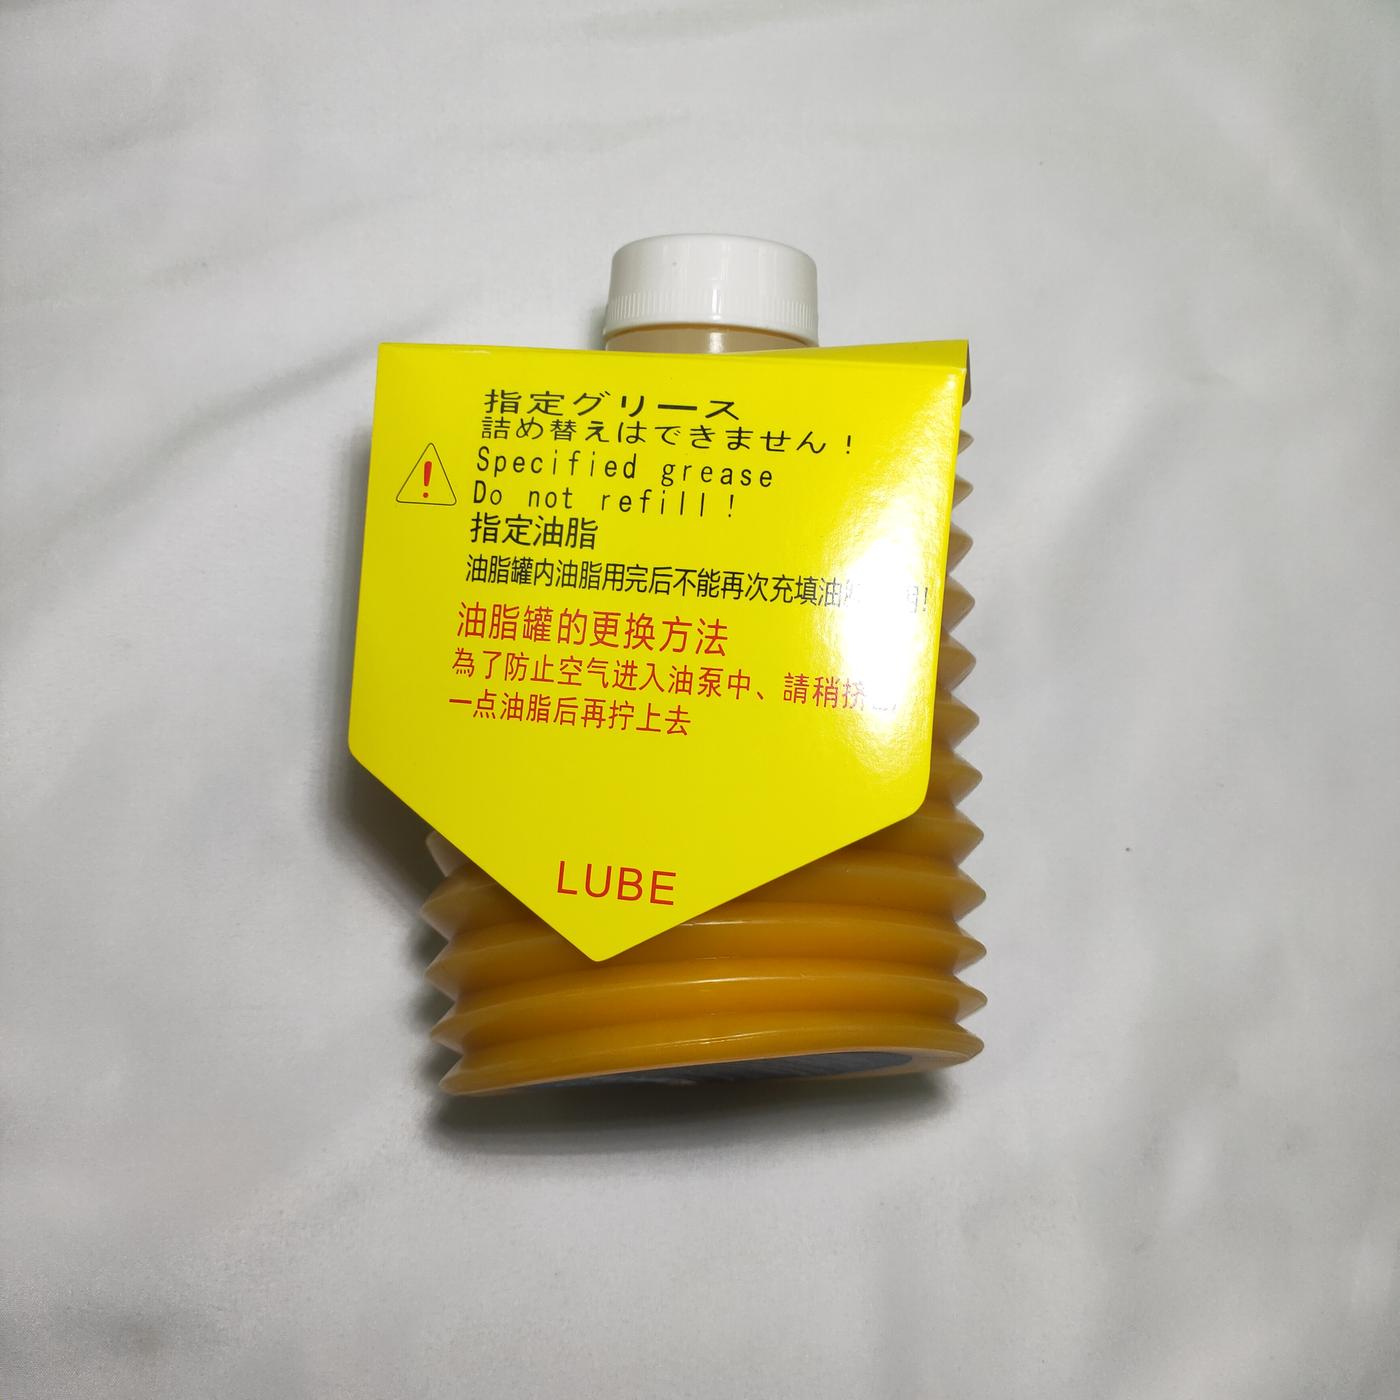 指定グリース
詰め替えはできません！
Specified grease
Do not refill!
指定油脂
油脂罐内油脂用完后不能再次充填油!
油脂罐的更换方法
為了防止空气进入油泵中、請稍挤
一点油脂后再拧上去
LUBE